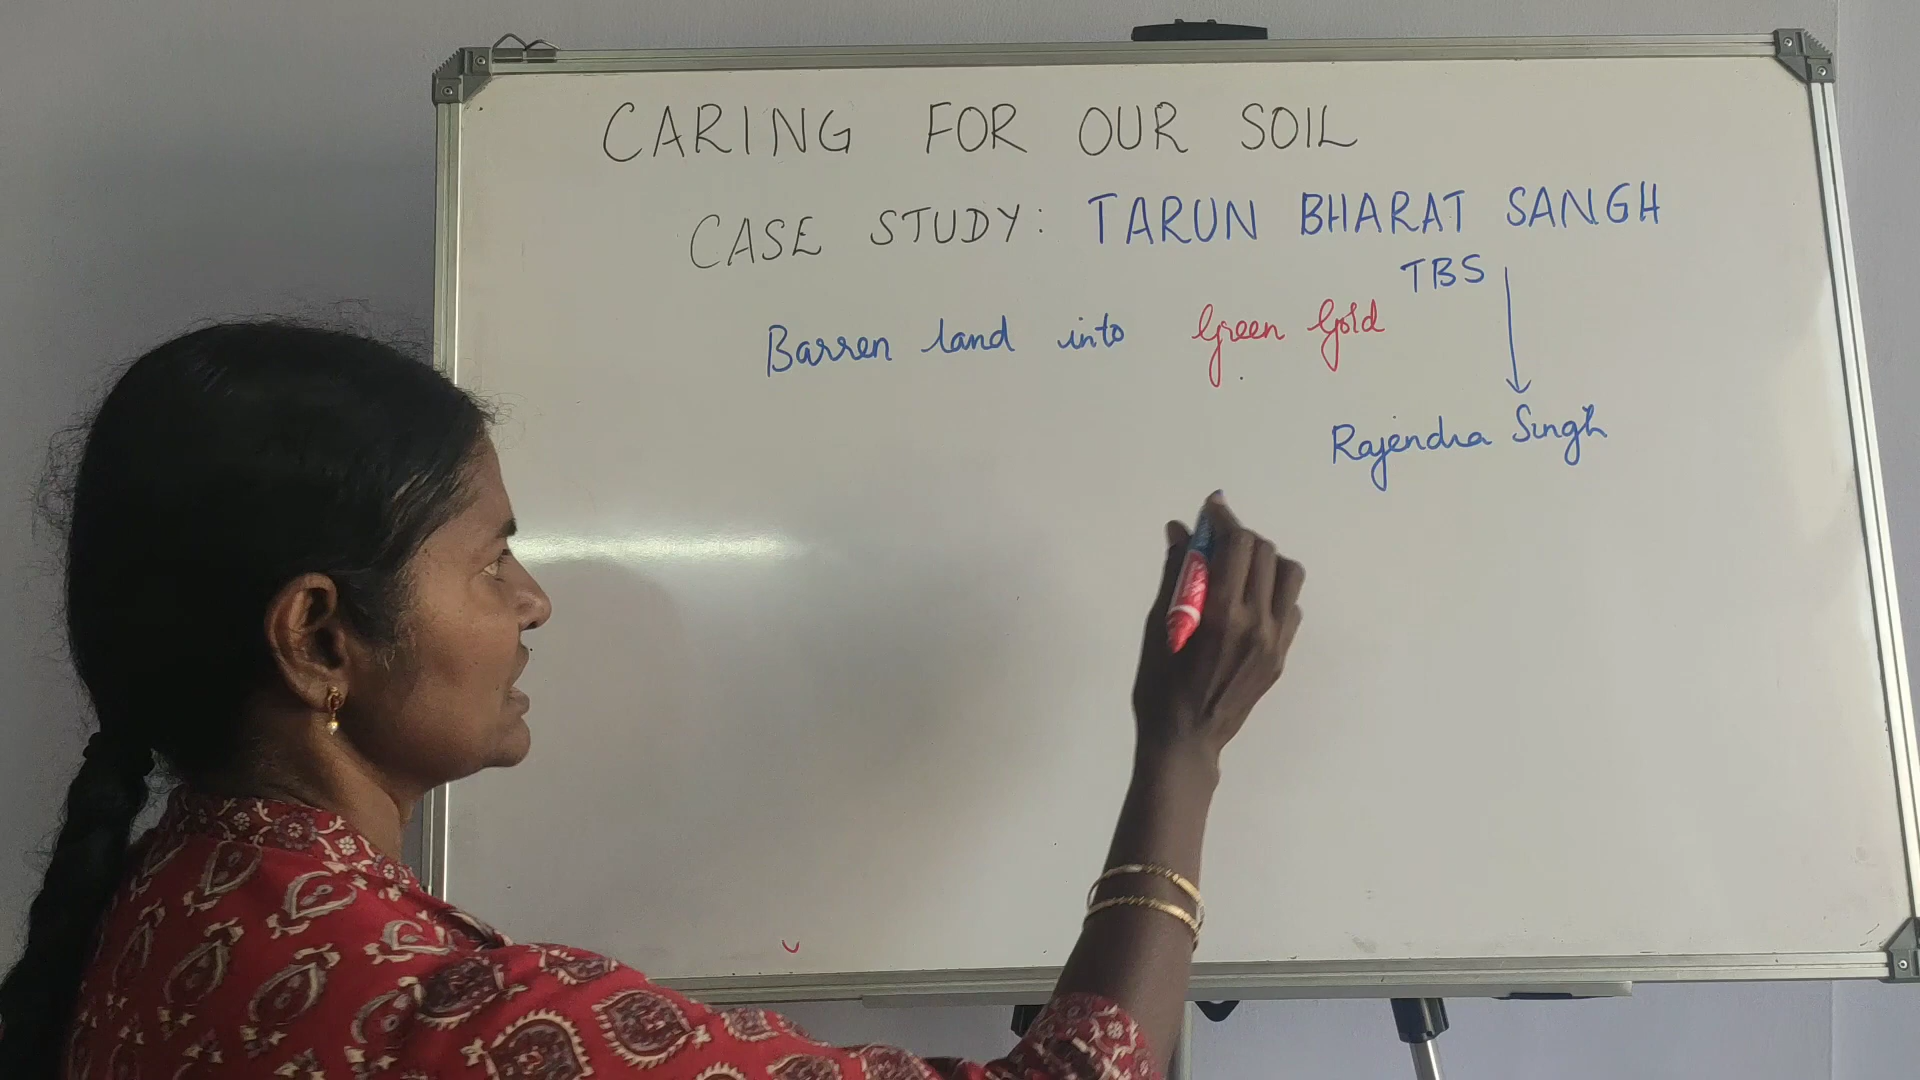 CARING FOR OUR SOIL
CASE STUDY: TARUN BHARAT SANGH
TBS
Barren land into Green Gold
Rajendra Singh